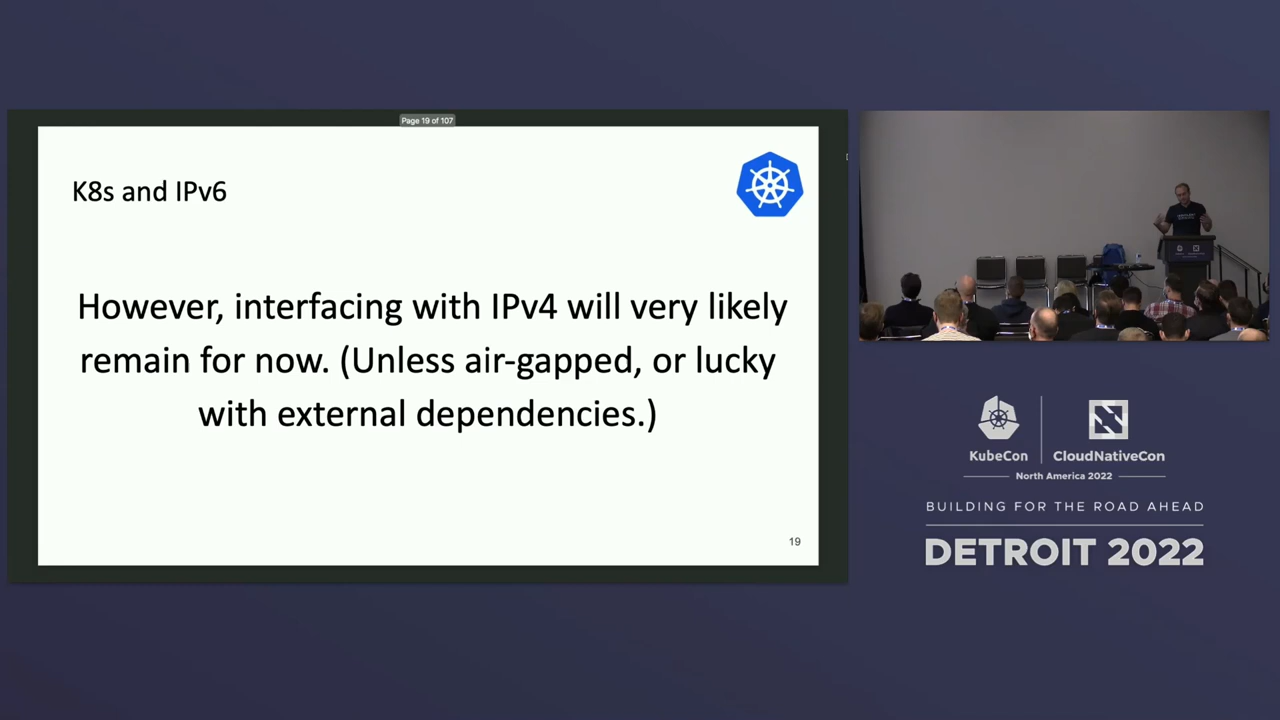 Page 19 of 107
K8s and IPv6
However, interfacing with IPv4 will very likely
remain for now. (Unless air-gapped, or lucky
with external dependencies.)
19
KubeCon
CloudNativeCon
North America 2022
BUILDING FOR THE ROAD AHEAD
DETROIT 2022